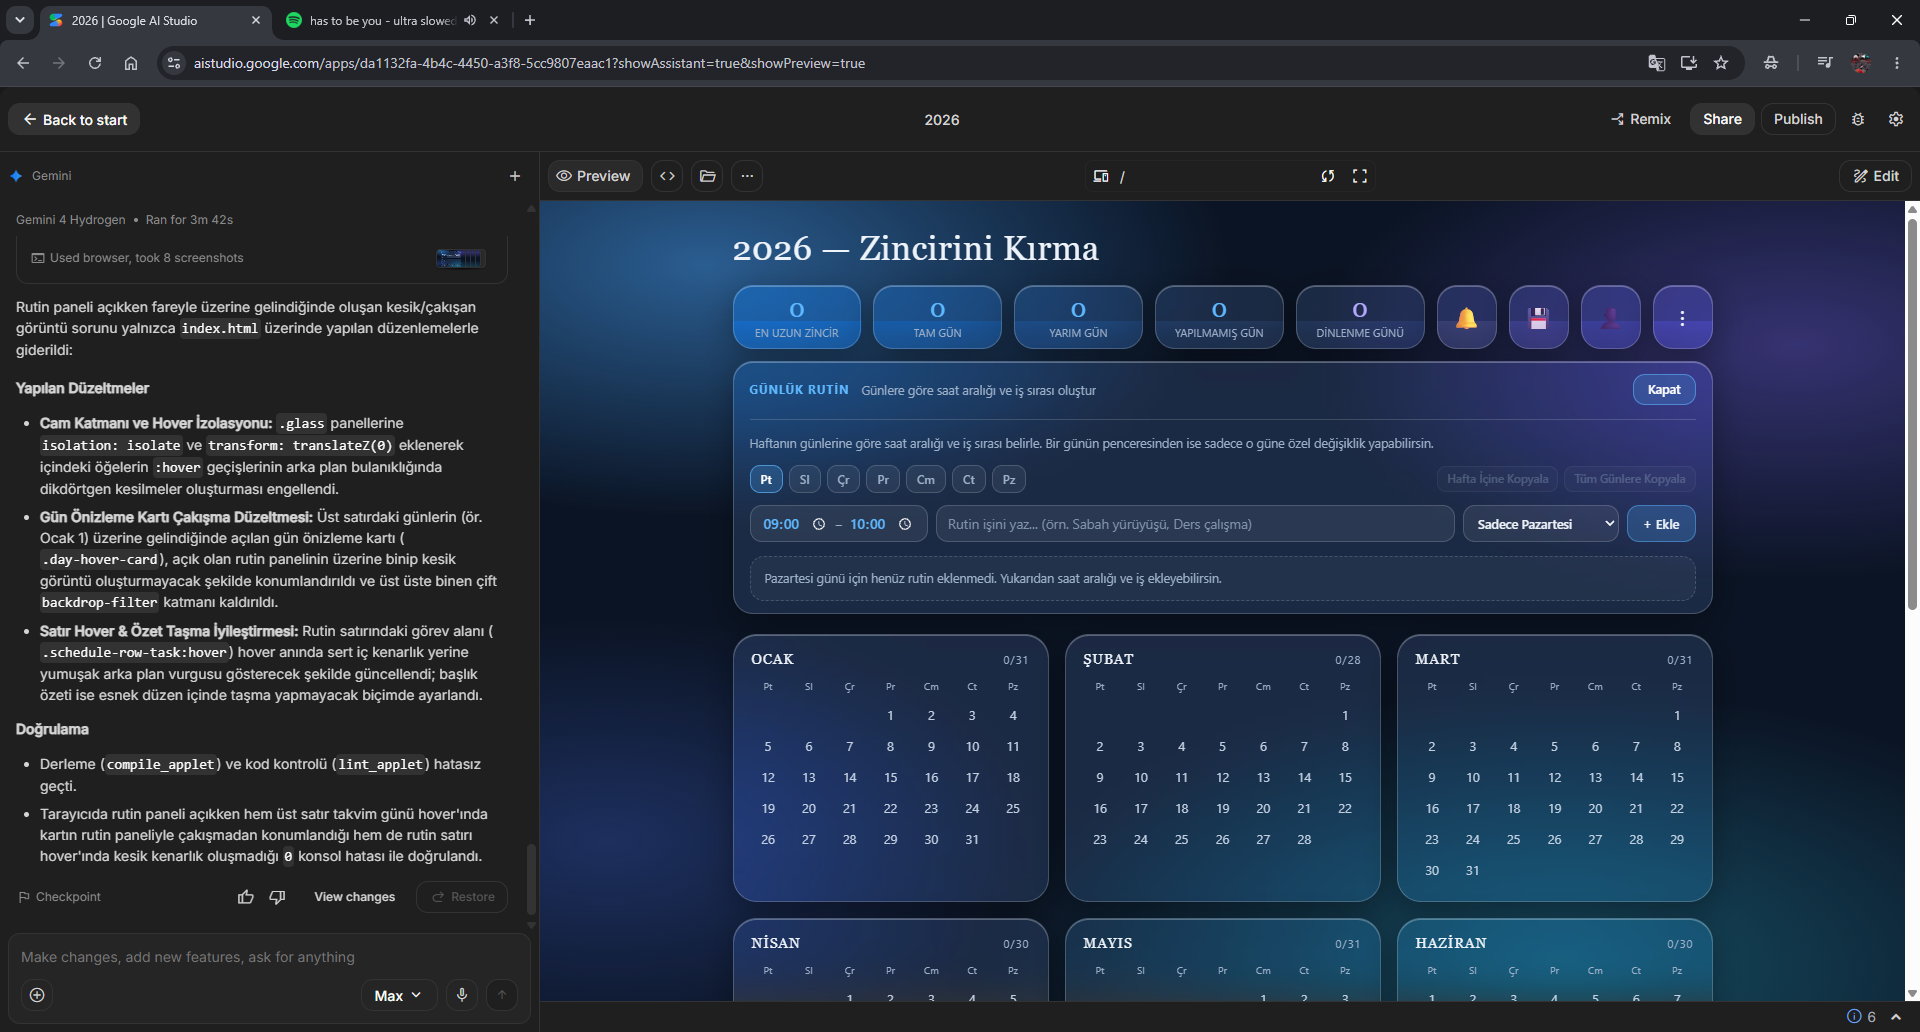 2026 | Google AI Studio
has to be you - ultra slowed
aistudio.google.com/apps/da1132fa-4b4c-4450-a3f8-5cc9807eaac1?showAssistant=true&showPreview=true
Back to start
2026
Remix
Share
Publish
Gemini
Preview
/
Edit
Gemini 4 Hydrogen • Ran for 3m 42s
Used browser, took 8 screenshots
Rutin paneli açıkken fareyle üzerine gelindiğinde oluşan kesik/çakışan
görüntü sorunu yalnızca index.html üzerinde yapılan düzenlemelerle
giderildi:
Yapılan Düzeltmeler
• Cam Katmanı ve Hover İzolasyonu: .glass panellerine
isolation: isolate ve transform: translateZ(0) eklenerek
içindeki öğelerin :hover geçişlerinin arka plan bulanıklığında
dikdörtgen kesilmeler oluşturması engellendi.
• Gün Önizleme Kartı Çakışma Düzeltmesi: Üst satırdaki günlerin (ör.
Ocak 1) üzerine gelindiğinde açılan gün önizleme kartı (
.day-hover-card), açık olan rutin panelinin üzerine binip kesik
görüntü oluşturmayacak şekilde konumlandırıldı ve üst üste binen çift
backdrop-filter katmanı kaldırıldı.
• Satır Hover & Özet Taşma İyileştirmesi: Rutin satırındaki görev alanı (
.schedule-row-task:hover) hover anında sert iç kenarlık yerine
yumuşak arka plan vurgusu gösterecek şekilde güncellendi; başlık
özeti ise esnek düzen içinde taşma yapmayacak biçimde ayarlandı.
Doğrulama
• Derleme (compile_applet) ve kod kontrolü (lint_applet) hatasız
geçti.
• Tarayıcıda rutin paneli açıkken hem üst satır takvim günü hover'ında
kartın rutin paneliyle çakışmadan konumlandığı hem de rutin satırı
hover'ında kesik kenarlık oluşmadığı 0 konsol hatası ile doğrulandı.
Checkpoint
View changes
Restore
Make changes, add new features, ask for anything
Max
2026 — Zincirini Kırma
0 0 0 0 0
EN UZUN ZİNCİR TAM GÜN YARIM GÜN YAPILMAMIŞ GÜN DİNLENME GÜNÜ
GÜNLÜK RUTİN Günlere göre saat aralığı ve iş sırası oluştur
Kapat
Haftanın günlerine göre saat aralığı ve iş sırası belirle. Bir günün penceresinden ise sadece o güne özel değişiklik yapabilirsin.
Pt Sl Çr Pr Cm Ct Pz
Hafta İçine Kopyala
Tüm Günlere Kopyala
09:00 – 10:00
Rutin işini yaz... (örn. Sabah yürüyüşü, Ders çalışma)
Sadece Pazartesi
+ Ekle
Pazartesi günü için henüz rutin eklenmedi. Yukarıdan saat aralığı ve iş ekleyebilirsin.
OCAK 0/31
Pt Sl Çr Pr Cm Ct Pz
1 2 3 4
5 6 7 8 9 10 11
12 13 14 15 16 17 18
19 20 21 22 23 24 25
26 27 28 29 30 31
ŞUBAT 0/28
Pt Sl Çr Pr Cm Ct Pz
1
2 3 4 5 6 7 8
9 10 11 12 13 14 15
16 17 18 19 20 21 22
23 24 25 26 27 28
MART 0/31
Pt Sl Çr Pr Cm Ct Pz
1
2 3 4 5 6 7 8
9 10 11 12 13 14 15
16 17 18 19 20 21 22
23 24 25 26 27 28 29
30 31
NİSAN 0/30
Pt Sl Çr Pr Cm Ct Pz
1 2 3 4 5
MAYIS 0/31
Pt Sl Çr Pr Cm Ct Pz
1 2 3
HAZİRAN 0/30
Pt Sl Çr Pr Cm Ct Pz
1 2 3 4 5 6 7
6